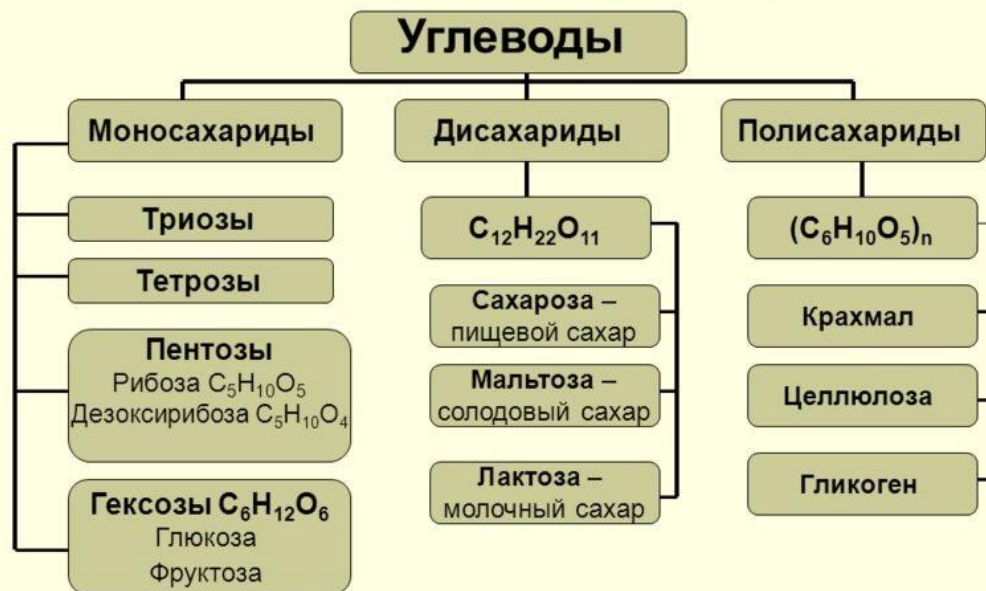 Углеводы
Моносахариды
Триозы
Тетрозы
Пентозы
Рибоза C₅H₁₀O₅
Дезоксирибоза C₅H₁₀O₄
Гексозы C₆H₁₂O₆
Глюкоза
Фруктоза
Дисахариды
C₁₂H₂₂O₁₁
Сахароза –
пищевой сахар
Мальтоза –
солодовый сахар
Лактоза –
молочный сахар
Полисахариды
(C₆H₁₀O₅)ₙ
Крахмал
Целлюлоза
Гликоген